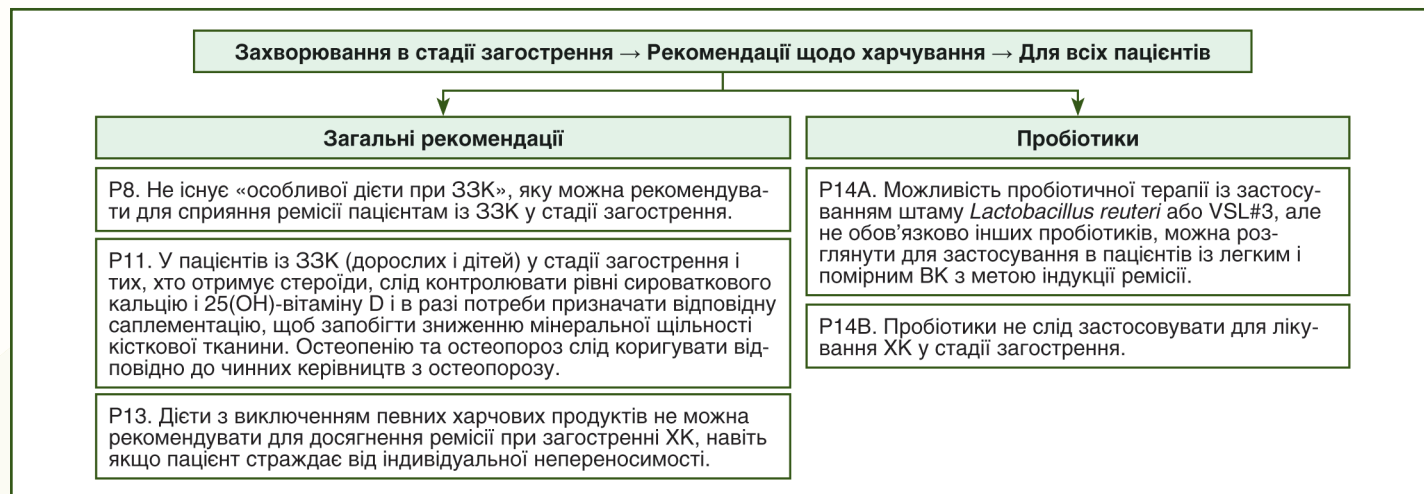 Захворювання в стадії загострення → Рекомендації щодо харчування → Для всіх пацієнтів
Загальні рекомендації
Р8. Не існує «особливої дієти при ЗЗК», яку можна рекомендува-
ти для сприяння ремісії пацієнтам із ЗЗК у стадії загострення.
Р11. У пацієнтів із ЗЗК (дорослих і дітей) у стадії загострення і
тих, хто отримує стероїди, слід контролювати рівні сироваткового
кальцію і 25(ОН)-вітаміну D і в разі потреби призначати відповідну
саплементацію, щоб запобігти зниженню мінеральної щільності
кісткової тканини. Остеопенію та остеопороз слід коригувати від-
повідно до чинних керівництв з остеопорозу.
Р13. Дієти з виключенням певних харчових продуктів не можна
рекомендувати для досягнення ремісії при загостренні ХК, навіть
якщо пацієнт страждає від індивідуальної непереносимості.
Пробіотики
Р14А. Можливість пробіотичної терапії із застосу-
ванням штаму Lactobacillus reuteri або VSL#3, але
не обов’язково інших пробіотиків, можна роз-
глянути для застосування в пацієнтів із легким і
помірним ВК з метою індукції ремісії.
Р14В. Пробіотики не слід застосовувати для ліку-
вання ХК у стадії загострення.